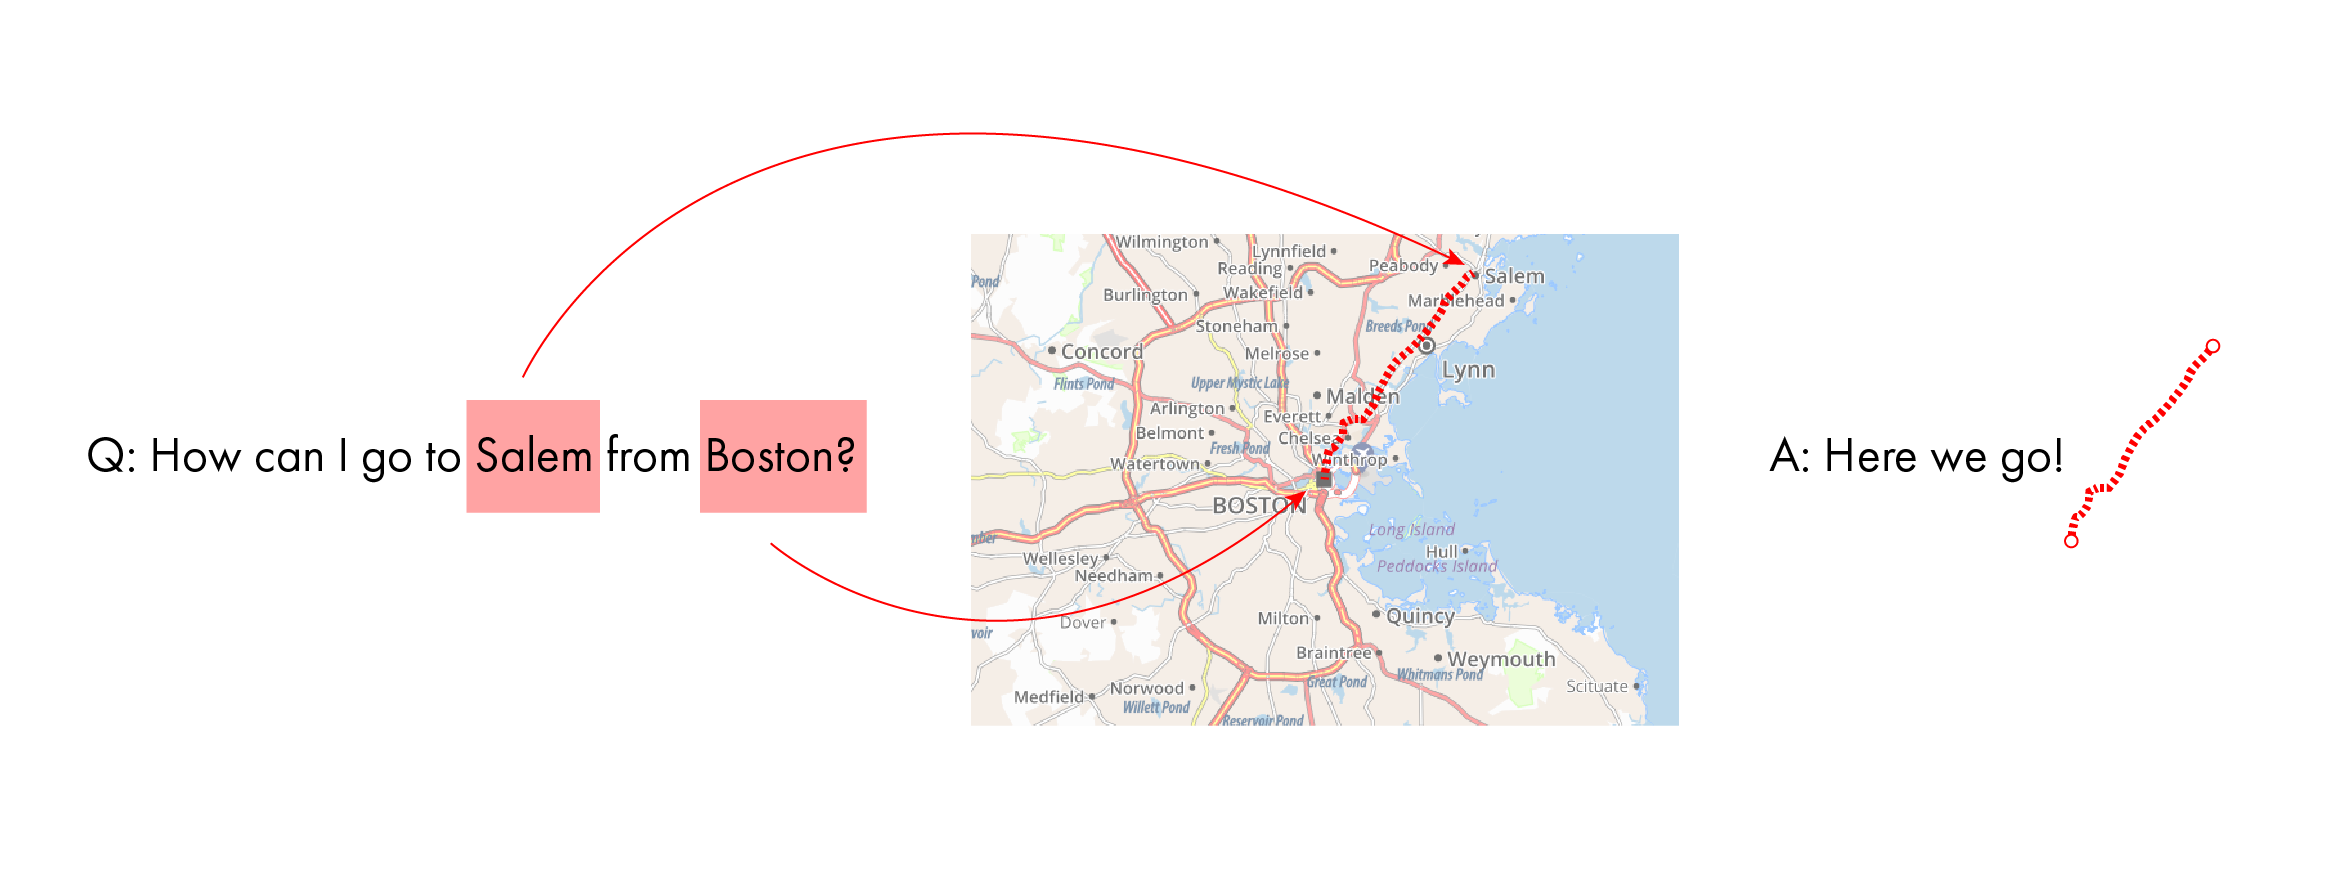 Q: How can I go to Salem from Boston?
Wilmington
Lynnfield
Reading
Peabody
Salem
Pond
Burlington
Wakefield
Marblehead
Stoneham
Breeds Pond
Concord
Melrose
Lynn
Flints Pond
Upper Mystic Lake
Malden
Arlington
Everett
Belmont
Fresh Pond
Chelsea
Watertown
Winthrop
BOSTON
Long Island
Hull
Wellesley
Peddocks Island
Needham
Dover
Milton
Quincy
Braintree
Weymouth
Whitmans Pond
Great Pond
Scituate
Medfield
Norwood
Willett Pond
Reservoir Pond
A: Here we go!